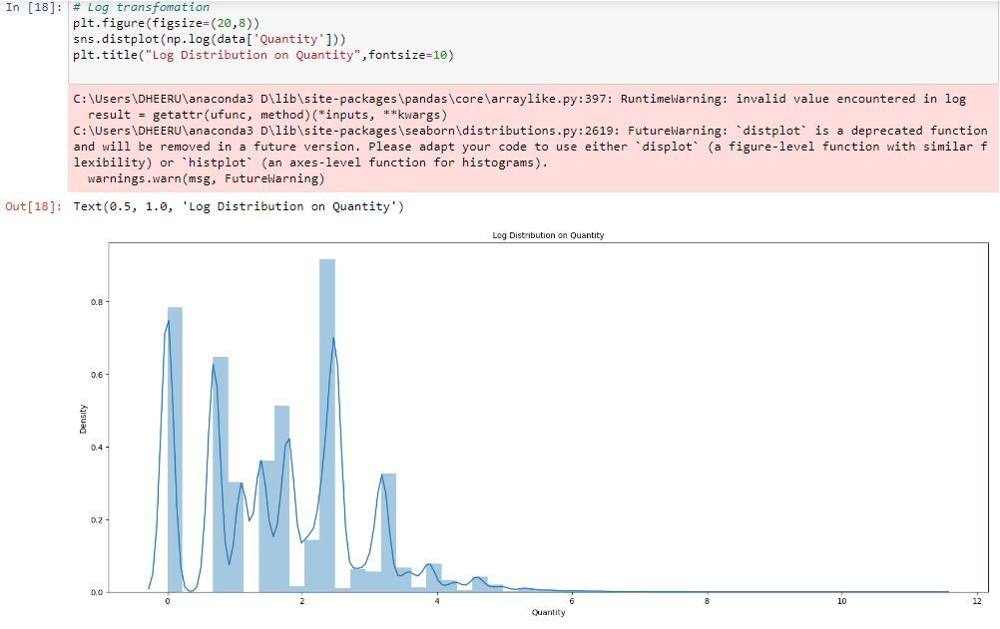 In [18]: # Log transfomation
plt.figure(figsize=(20,8))
sns.distplot(np.log(data['Quantity']))
plt.title("Log Distribution on Quantity",fontsize=10)
C:\Users\DHEERU\anaconda3 D\lib\site-packages\pandas\core\arraylike.py:397: RuntimeWarning: invalid value encountered in log
result = getattr(ufunc, method)(*inputs, **kwargs)
C:\Users\DHEERU\anaconda3 D\lib\site-packages\seaborn\distributions.py:2619: FutureWarning: `distplot` is a deprecated function
and will be removed in a future version. Please adapt your code to use either `displot` (a figure-level function with similar f
lexibility) or `histplot` (an axes-level function for histograms).
warnings.warn(msg, FutureWarning)
Out[18]: Text(0.5, 1.0, 'Log Distribution on Quantity')
Log Distribution on Quantity
0.8
0.6
0.4
0.2
0.0
Density
0 2 4 6 8 10 12
Quantity